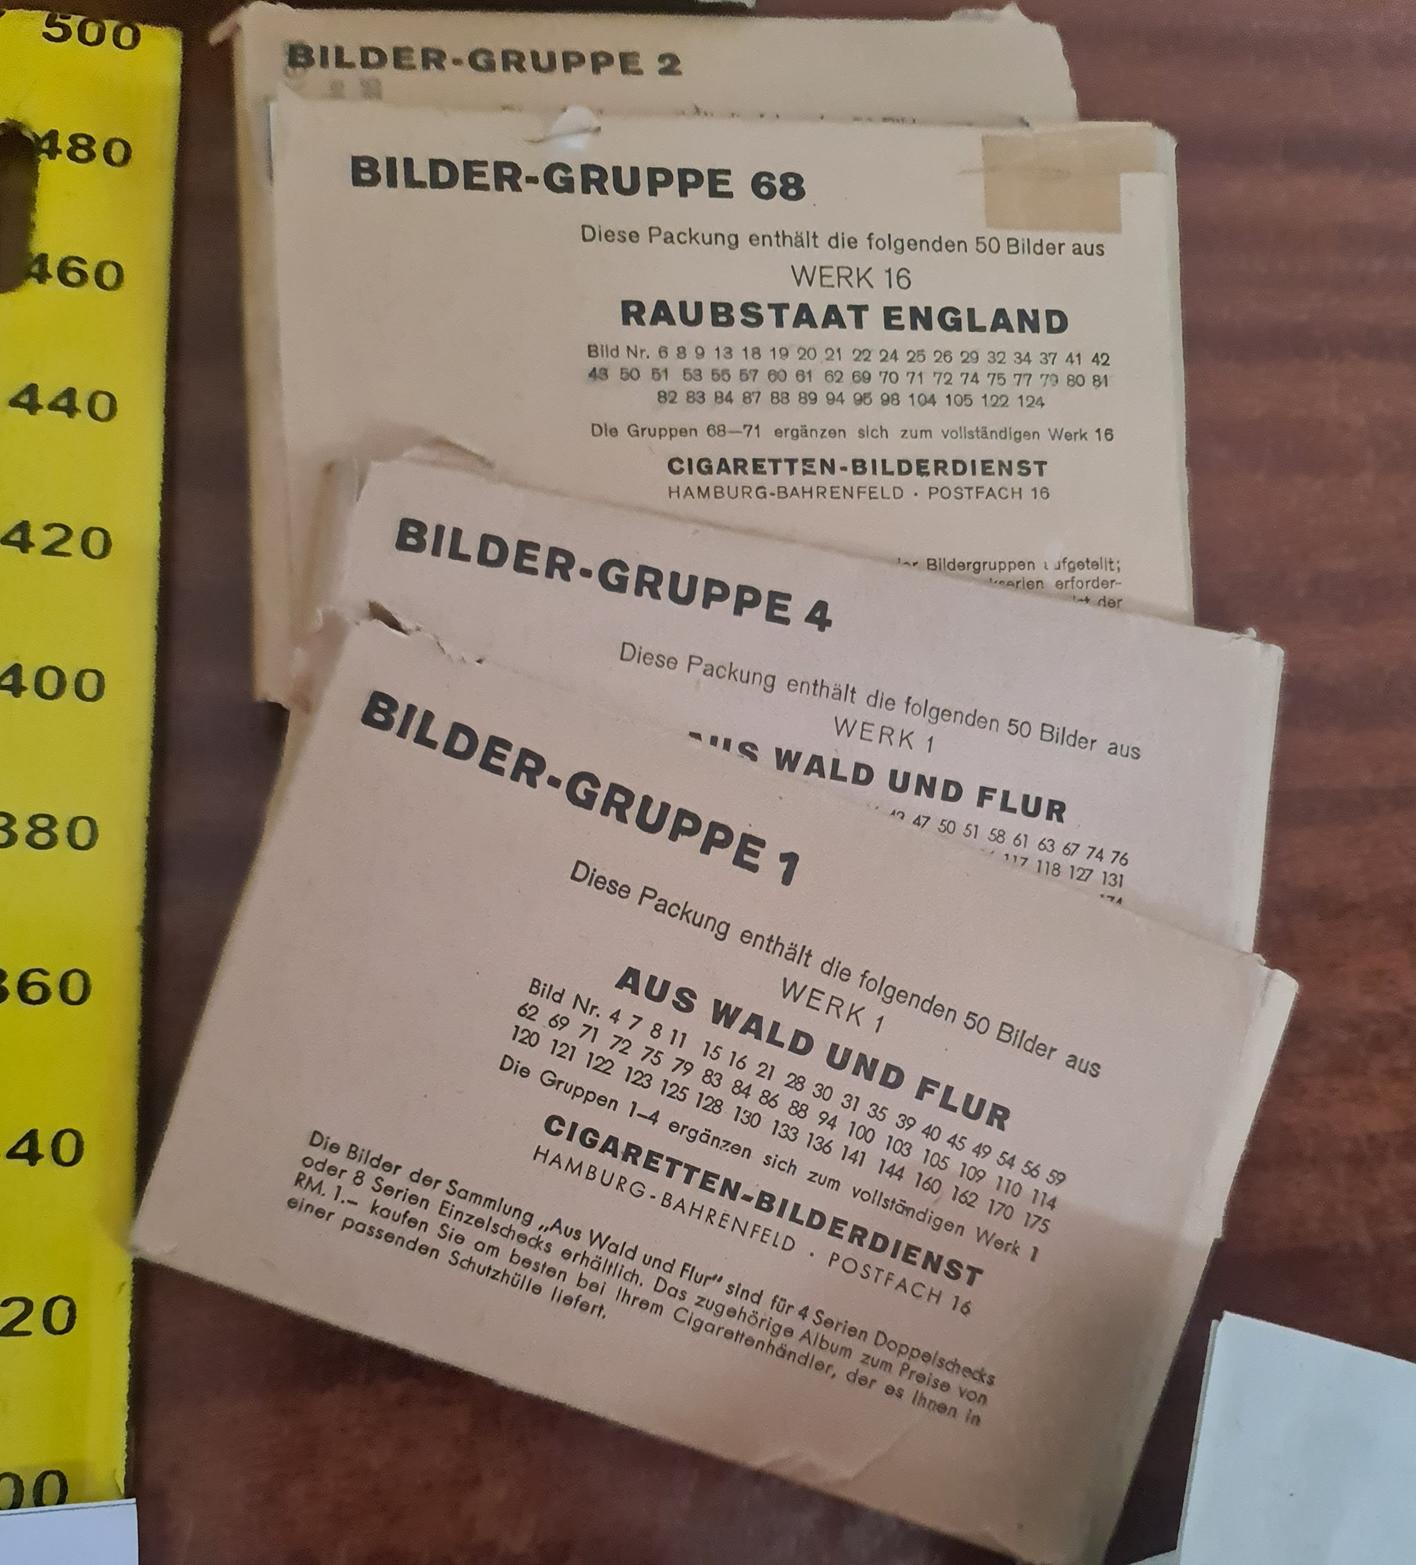 500
480
460
440
420
400
380
360
40
20
00
BILDER-GRUPPE 2
BILDER-GRUPPE 68
Diese Packung enthält die folgenden 50 Bilder aus
WERK 16
RAUBSTAAT ENGLAND
Bild Nr. 6 8 9 13 18 19 20 21 22 24 25 26 29 32 34 37 41 42
43 50 51 53 55 57 60 61 62 69 70 71 72 74 75 77 79 80 81
82 83 84 87 88 89 94 96 98 104 105 122 124
Die Gruppen 68—71 ergänzen sich zum vollständigen Werk 16
CIGARETTEN-BILDERDIENST
HAMBURG-BAHRENFELD · POSTFACH 16
Bildergruppen
erforder-
der
BILDER-GRUPPE 4
Diese Packung enthält die folgenden 50 Bilder aus
WERK 1
AUS WALD UND FLUR
47 50 51 58 61 63 67 74 76
117 118 127 131
BILDER-GRUPPE 1
Diese Packung enthält die folgenden 50 Bilder aus
WERK 1
AUS WALD UND FLUR
Bild Nr. 4 7 8 11 15 16 21 28 30 31 35 39 40 45 49 54 56 59
62 69 71 72 75 79 83 84 86 88 94 100 103 105 109 110 114
120 121 122 123 125 128 130 133 136 141 144 160 162 170 175
Die Gruppen 1—4 ergänzen sich zum vollständigen Werk 1
CIGARETTEN-BILDERDIENST
HAMBURG-BAHRENFELD · POSTFACH 16
Die Bilder der Sammlung „Aus Wald und Flur" sind für 4 Serien Doppelschecks
oder 8 Serien Einzelschecks erhältlich. Das zugehörige Album zum Preise von
RM. 1.— kaufen Sie am besten bei Ihrem Cigarettenhändler, der es Ihnen in
einer passenden Schutzhülle liefert.